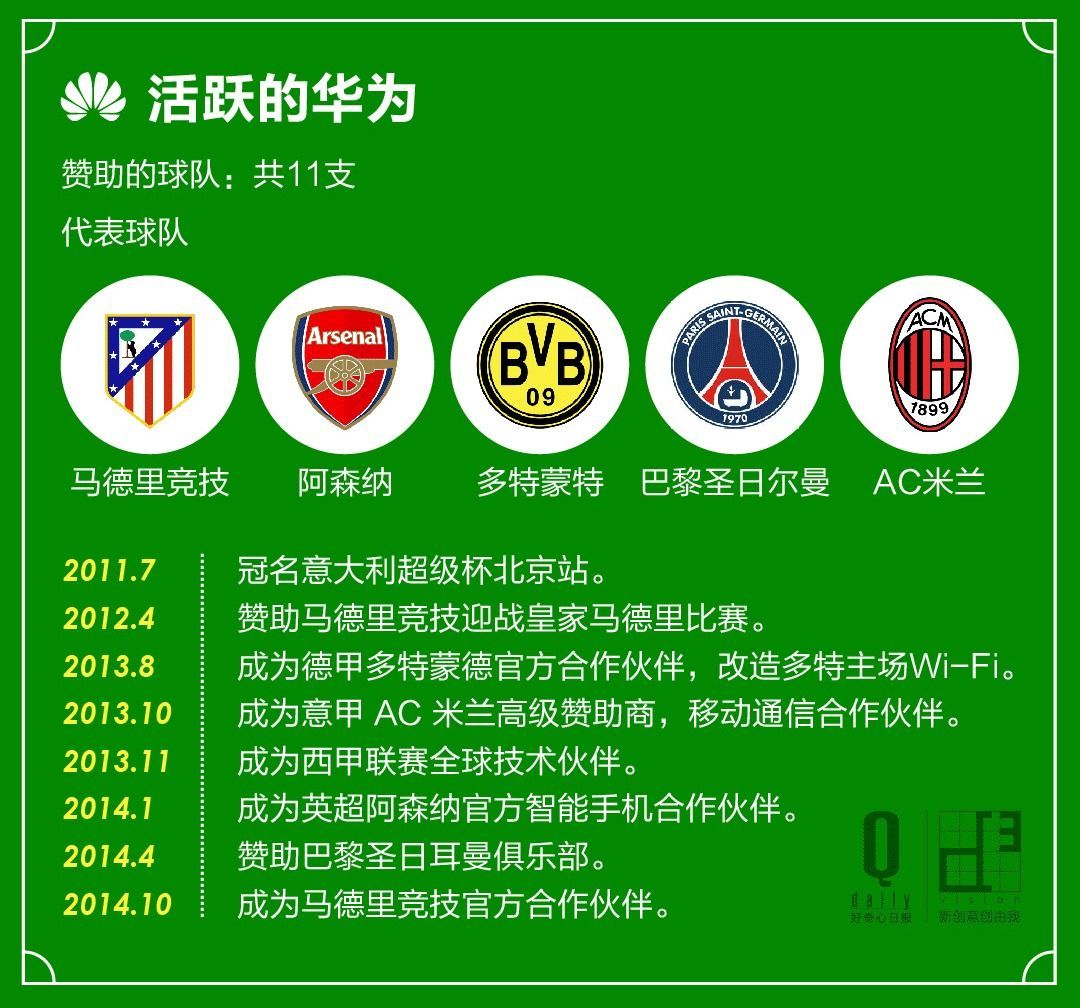 活跃的华为
赞助的球队：共11支
代表球队
Arsenal
BVB
09
PARIS SAINT-GERMAIN
1970
ACM
1899
马德里竞技
阿森纳
多特蒙特
巴黎圣日尔曼
AC米兰
2011.7 冠名意大利超级杯北京站。
2012.4 赞助马德里竞技迎战皇家马德里比赛。
2013.8 成为德甲多特蒙德官方合作伙伴，改造多特主场Wi-Fi。
2013.10 成为意甲 AC 米兰高级赞助商，移动通信合作伙伴。
2013.11 成为西甲联赛全球技术伙伴。
2014.1 成为英超阿森纳官方智能手机合作伙伴。
2014.4 赞助巴黎圣日耳曼俱乐部。
2014.10 成为马德里竞技官方合作伙伴。
Q
daily
好奇心日报
d3
vision
新创意创由我